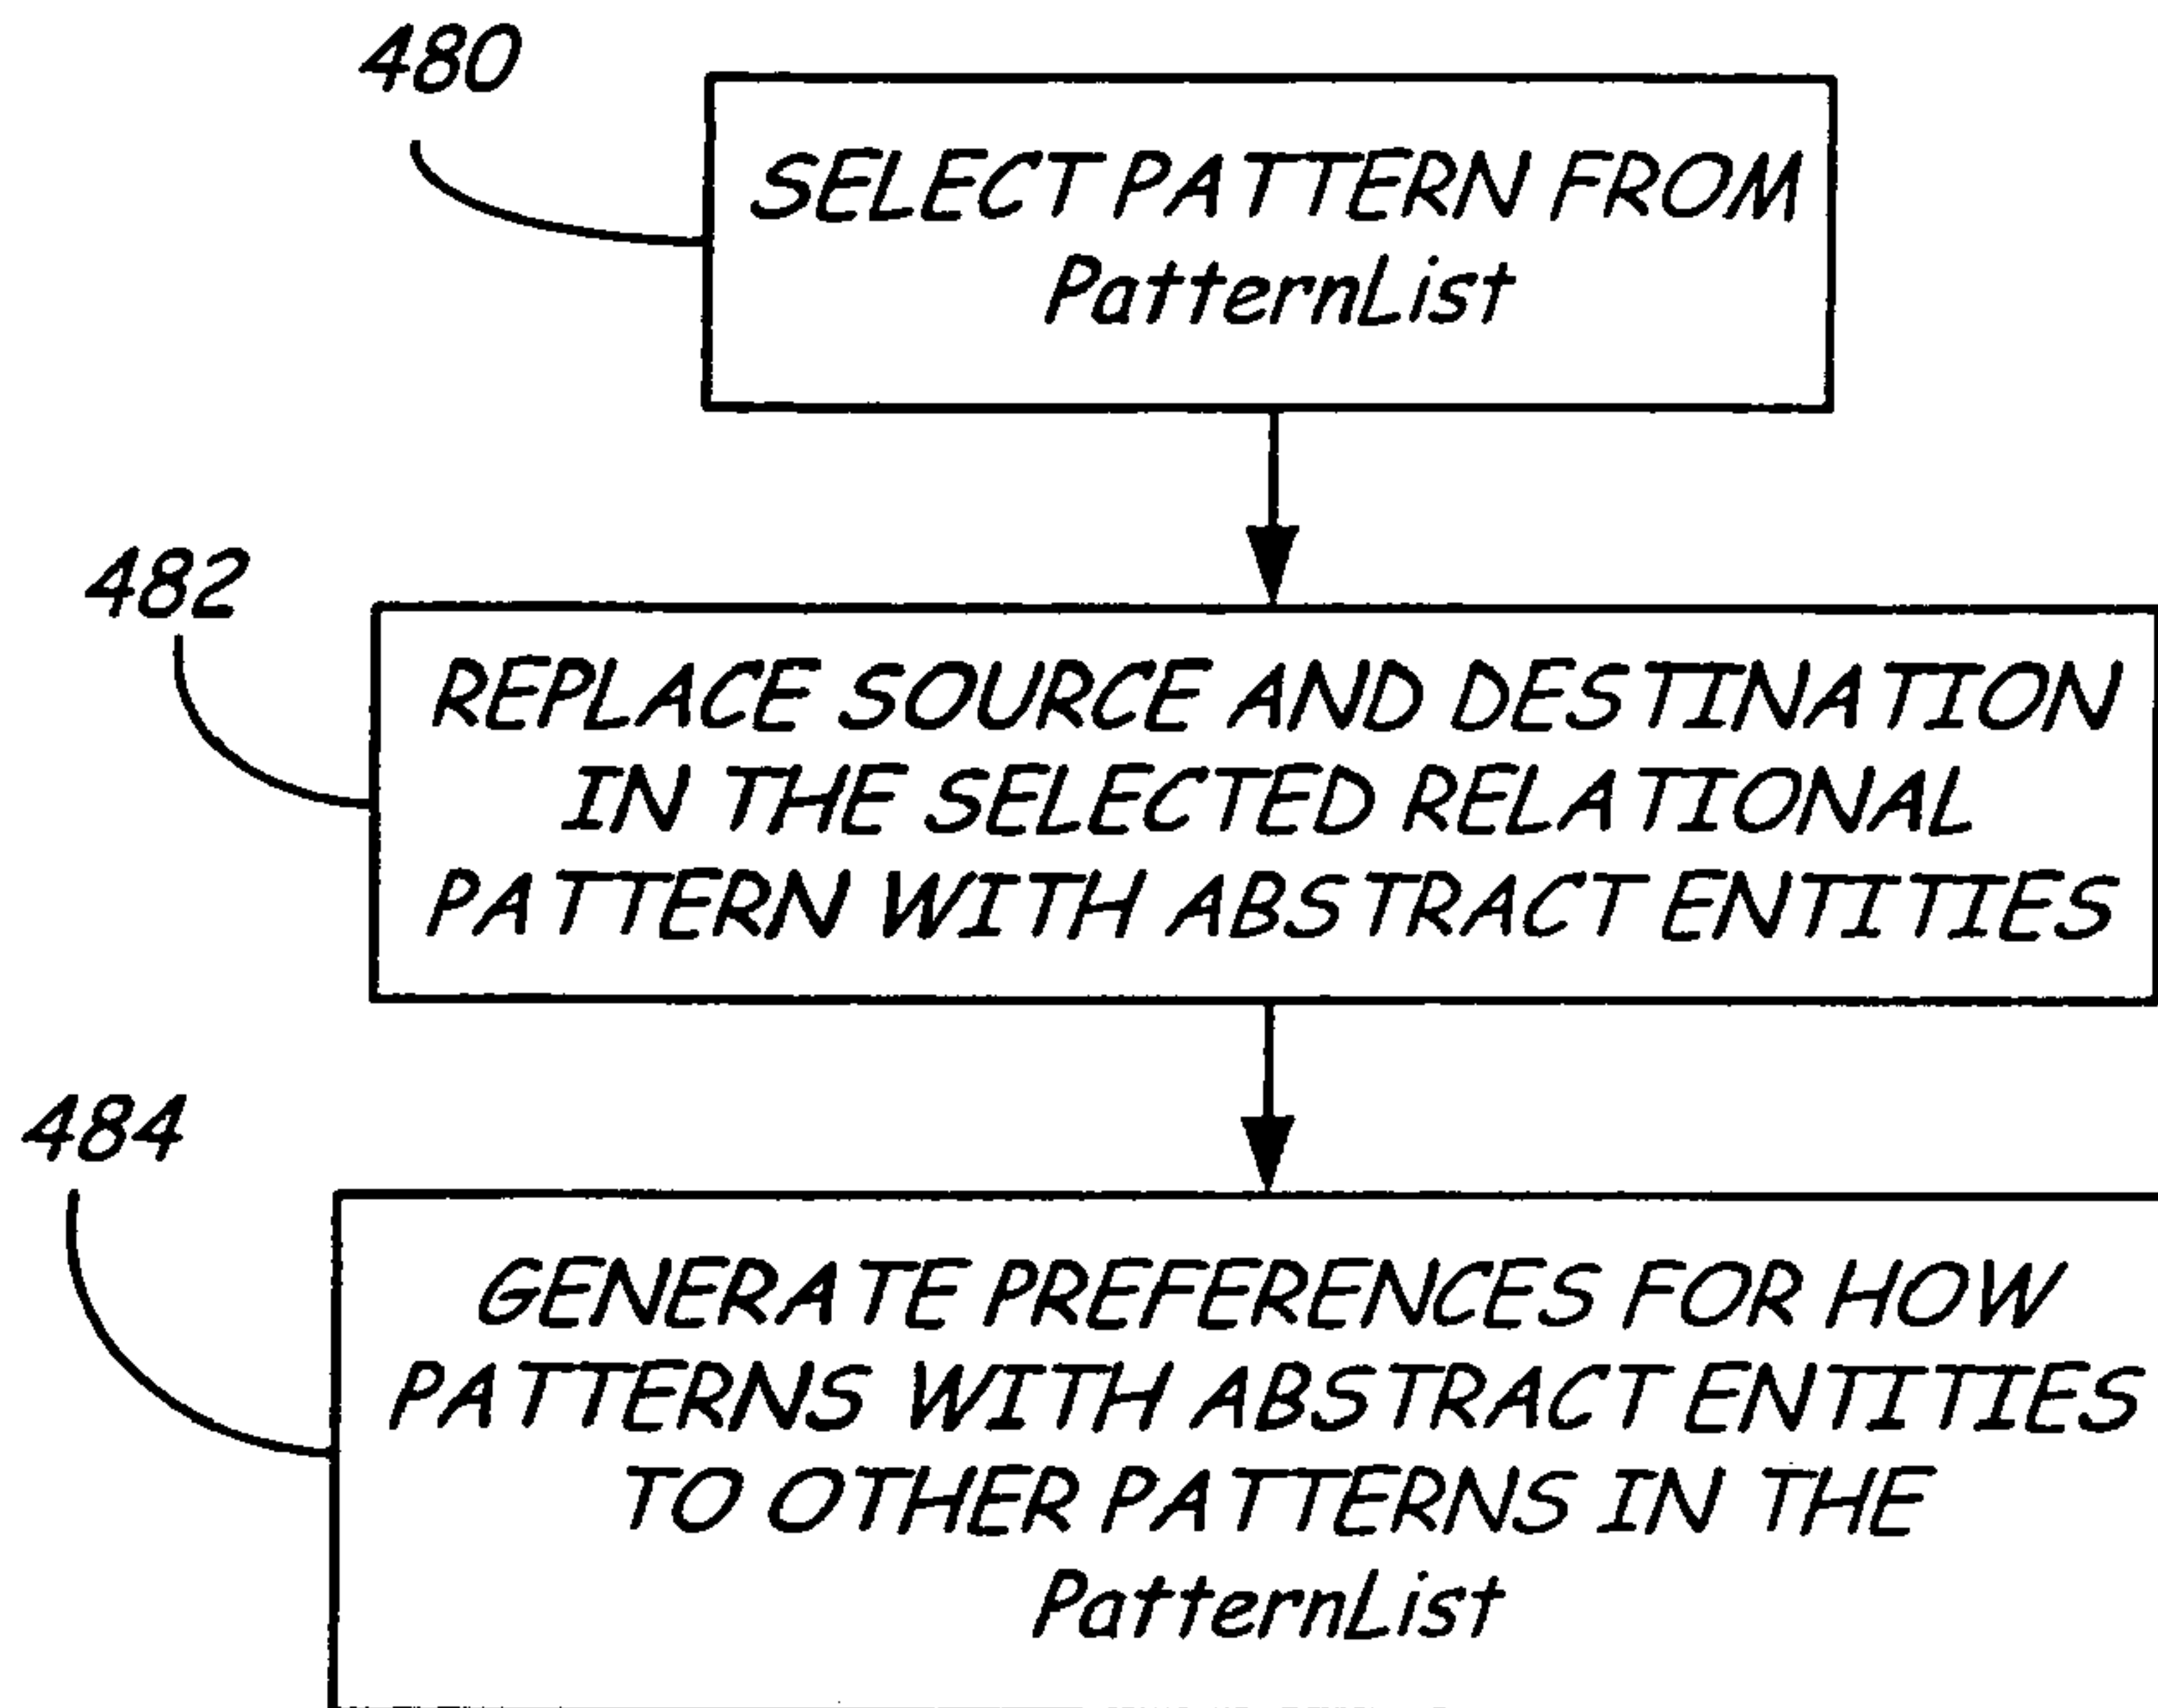 480
SELECT PATTERN FROM
PatternList
482
REPLACE SOURCE AND DESTINATION
IN THE SELECTED RELATIONAL
PATTERN WITH ABSTRACT ENTITIES
484
GENERATE PREFERENCES FOR HOW
PATTERNS WITH ABSTRACT ENTITIES
TO OTHER PATTERNS IN THE
PatternList